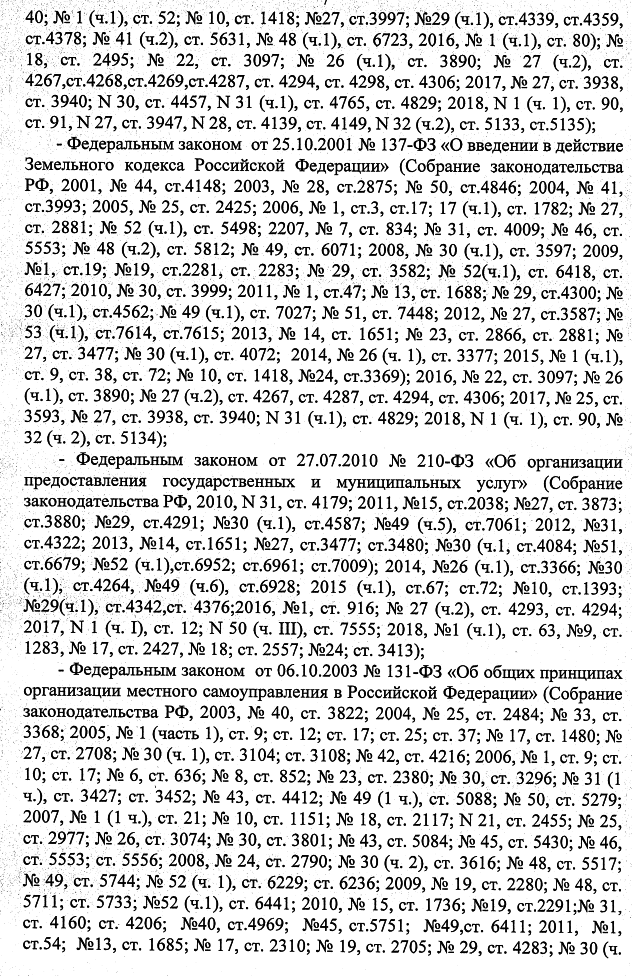 40; № 1 (ч.1), ст. 52; № 10, ст. 1418; №27, ст.3997; №29 (ч.1), ст.4339, ст.4359,
ст.4378; № 41 (ч.2), ст. 5631, № 48 (ч.1), ст. 6723, 2016, № 1 (ч.1), ст. 80); №
18, ст. 2495; № 22, ст. 3097; № 26 (ч.1), ст. 3890; № 27 (ч.2), ст.
4267,ст.4268,ст.4269,ст.4287, ст. 4294, ст. 4298, ст. 4306; 2017, № 27, ст. 3938,
ст. 3940; N 30, ст. 4457, N 31 (ч.1), ст. 4765, ст. 4829; 2018, N 1 (ч. 1), ст. 90,
ст. 91, N 27, ст. 3947, N 28, ст. 4139, ст. 4149, N 32 (ч.2), ст. 5133, ст.5135);
- Федеральным законом от 25.10.2001 № 137-ФЗ «О введении в действие
Земельного кодекса Российской Федерации» (Собрание законодательства
РФ, 2001, № 44, ст.4148; 2003, № 28, ст.2875; № 50, ст.4846; 2004, № 41,
ст.3993; 2005, № 25, ст. 2425; 2006, № 1, ст.3, ст.17; 17 (ч.1), ст. 1782; № 27,
ст. 2881; № 52 (ч.1), ст. 5498; 2207, № 7, ст. 834; № 31, ст. 4009; № 46, ст.
5553; № 48 (ч.2), ст. 5812; № 49, ст. 6071; 2008, № 30 (ч.1), ст. 3597; 2009,
№1, ст.19; №19, ст.2281, ст. 2283; № 29, ст. 3582; № 52(ч.1), ст. 6418, ст.
6427; 2010, № 30, ст. 3999; 2011, № 1, ст.47; № 13, ст. 1688; № 29, ст.4300; №
30 (ч.1), ст.4562; № 49 (ч.1), ст. 7027; № 51, ст. 7448; 2012, № 27, ст.3587; №
53 (ч.1), ст.7614, ст.7615; 2013, № 14, ст. 1651; № 23, ст. 2866, ст. 2881; №
27, ст. 3477; № 30 (ч.1), ст. 4072; 2014, № 26 (ч. 1), ст. 3377; 2015, № 1 (ч.1),
ст. 9, ст. 38, ст. 72; № 10, ст. 1418, №24, ст.3369); 2016, № 22, ст. 3097; № 26
(ч.1), ст. 3890; № 27 (ч.2), ст. 4267, ст. 4287, ст. 4294, ст. 4306; 2017, № 25, ст.
3593, № 27, ст. 3938, ст. 3940; N 31 (ч.1), ст. 4829; 2018, N 1 (ч. 1), ст. 90, №
32 (ч. 2), ст. 5134);
- Федеральным законом от 27.07.2010 № 210-ФЗ «Об организации
предоставления государственных и муниципальных услуг» (Собрание
законодательства РФ, 2010, N 31, ст. 4179; 2011, №15, ст.2038; №27, ст. 3873;
ст.3880; №29, ст.4291; №30 (ч.1), ст.4587; №49 (ч.5), ст.7061; 2012, №31,
ст.4322; 2013, №14, ст.1651; №27, ст.3477; ст.3480; №30 (ч.1, ст.4084; №51,
ст.6679; №52 (ч.1),ст.6952; ст.6961; ст.7009); 2014, №26 (ч.1), ст.3366; №30
(ч.1), ст.4264, №49 (ч.6), ст.6928; 2015 (ч.1), ст.67; ст.72; №10, ст.1393;
№29(ч.1), ст.4342,ст. 4376;2016, №1, ст. 916; № 27 (ч.2), ст. 4293, ст. 4294;
2017, N 1 (ч. I), ст. 12; N 50 (ч. III), ст. 7555; 2018, №1 (ч.1), ст. 63, №9, ст.
1283, № 17, ст. 2427, № 18; ст. 2557; №24; ст. 3413);
- Федеральным законом от 06.10.2003 № 131-ФЗ «Об общих принципах
организации местного самоуправления в Российской Федерации» (Собрание
законодательства РФ, 2003, № 40, ст. 3822; 2004, № 25, ст. 2484; № 33, ст.
3368; 2005, № 1 (часть 1), ст. 9; ст. 12; ст. 17; ст. 25; ст. 37; № 17, ст. 1480; №
27, ст. 2708; № 30 (ч. 1), ст. 3104; ст. 3108; № 42, ст. 4216; 2006, № 1, ст. 9; ст.
10; ст. 17; № 6, ст. 636; № 8, ст. 852; № 23, ст. 2380; № 30, ст. 3296; № 31 (1
ч.), ст. 3427; ст. 3452; № 43, ст. 4412; № 49 (1 ч.), ст. 5088; № 50, ст. 5279;
2007, № 1 (1 ч.), ст. 21; № 10, ст. 1151; № 18, ст. 2117; N 21, ст. 2455; № 25,
ст. 2977; № 26, ст. 3074; № 30, ст. 3801; № 43, ст. 5084; № 45, ст. 5430; № 46,
ст. 5553; ст. 5556; 2008, № 24, ст. 2790; № 30 (ч. 2), ст. 3616; № 48, ст. 5517;
№ 49, ст. 5744; № 52 (ч. 1), ст. 6229; ст. 6236; 2009, № 19, ст. 2280; № 48, ст.
5711; ст. 5733; №52 (ч.1), ст. 6441; 2010, № 15, ст. 1736; №19, ст.2291;№ 31,
ст. 4160; ст. 4206; №40, ст.4969; №45, ст.5751; №49,ст. 6411; 2011, №1,
ст.54; №13, ст. 1685; № 17, ст. 2310; № 19, ст. 2705; № 29, ст. 4283; № 30 (ч.